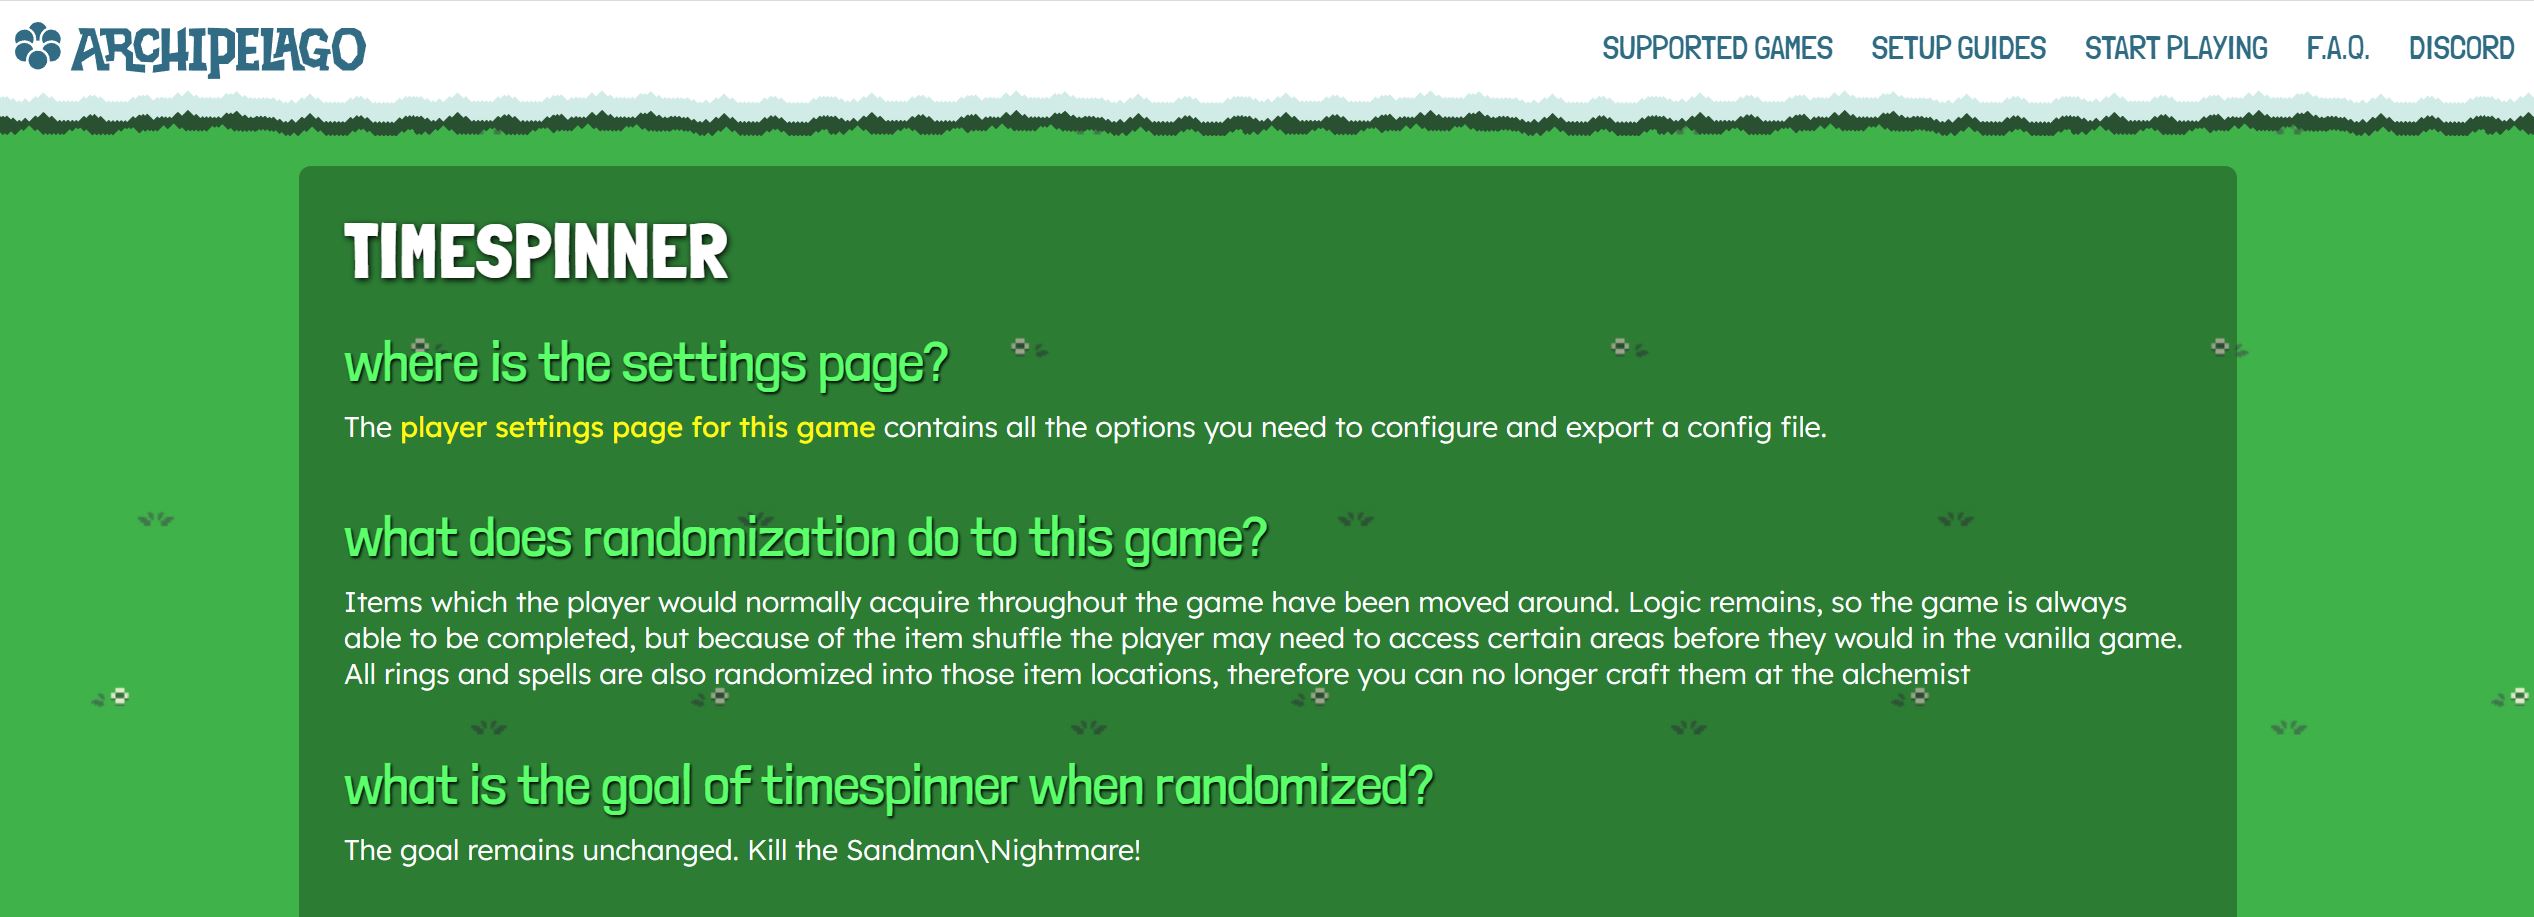 ARCHIPELAGO
SUPPORTED GAMES SETUP GUIDES START PLAYING F.A.Q. DISCORD
TIMESPINNER
where is the settings page?
The player settings page for this game contains all the options you need to configure and export a config file.
what does randomization do to this game?
Items which the player would normally acquire throughout the game have been moved around. Logic remains, so the game is always
able to be completed, but because of the item shuffle the player may need to access certain areas before they would in the vanilla game.
All rings and spells are also randomized into those item locations, therefore you can no longer craft them at the alchemist
what is the goal of timespinner when randomized?
The goal remains unchanged. Kill the Sandman\Nightmare!